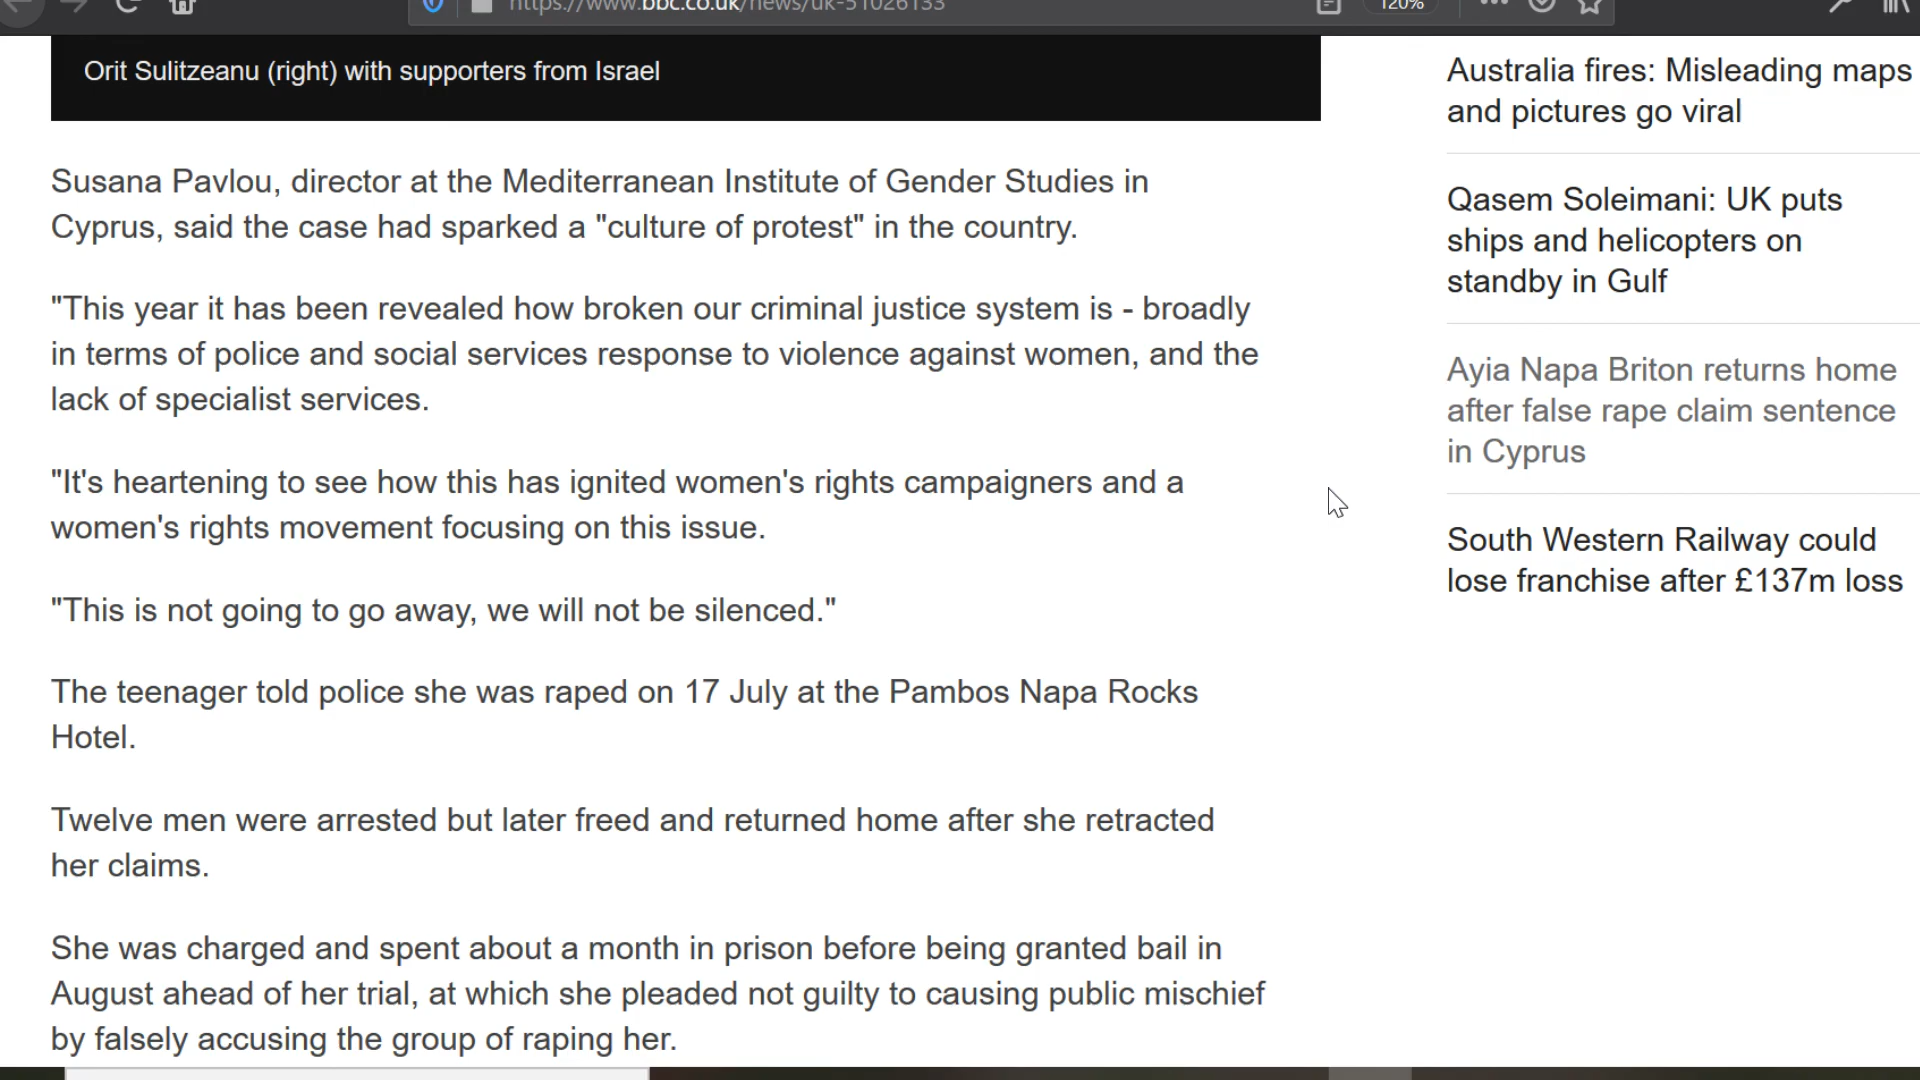 https://www.bbc.co.uk/news/uk-51026133
120%
Orit Sulitzeanu (right) with supporters from Israel
Susana Pavlou, director at the Mediterranean Institute of Gender Studies in
Cyprus, said the case had sparked a "culture of protest" in the country.
"This year it has been revealed how broken our criminal justice system is - broadly
in terms of police and social services response to violence against women, and the
lack of specialist services.
"It's heartening to see how this has ignited women's rights campaigners and a
women's rights movement focusing on this issue.
"This is not going to go away, we will not be silenced."
The teenager told police she was raped on 17 July at the Pambos Napa Rocks
Hotel.
Twelve men were arrested but later freed and returned home after she retracted
her claims.
She was charged and spent about a month in prison before being granted bail in
August ahead of her trial, at which she pleaded not guilty to causing public mischief
by falsely accusing the group of raping her.
Australia fires: Misleading maps
and pictures go viral
Qasem Soleimani: UK puts
ships and helicopters on
standby in Gulf
Ayia Napa Briton returns home
after false rape claim sentence
in Cyprus
South Western Railway could
lose franchise after £137m loss